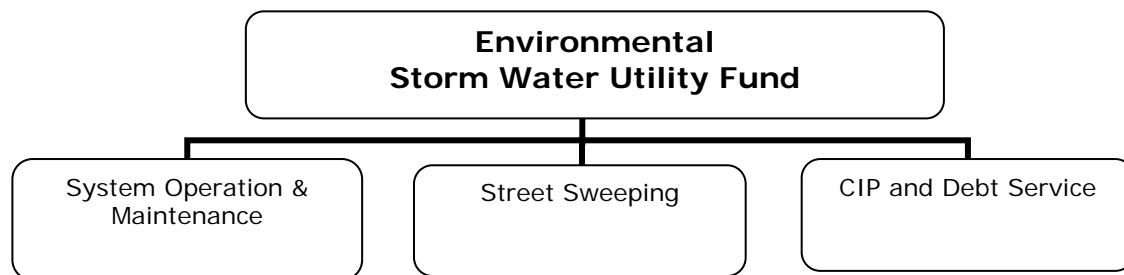 Environmental
Storm Water Utility Fund
System Operation &
Maintenance
Street Sweeping
CIP and Debt Service